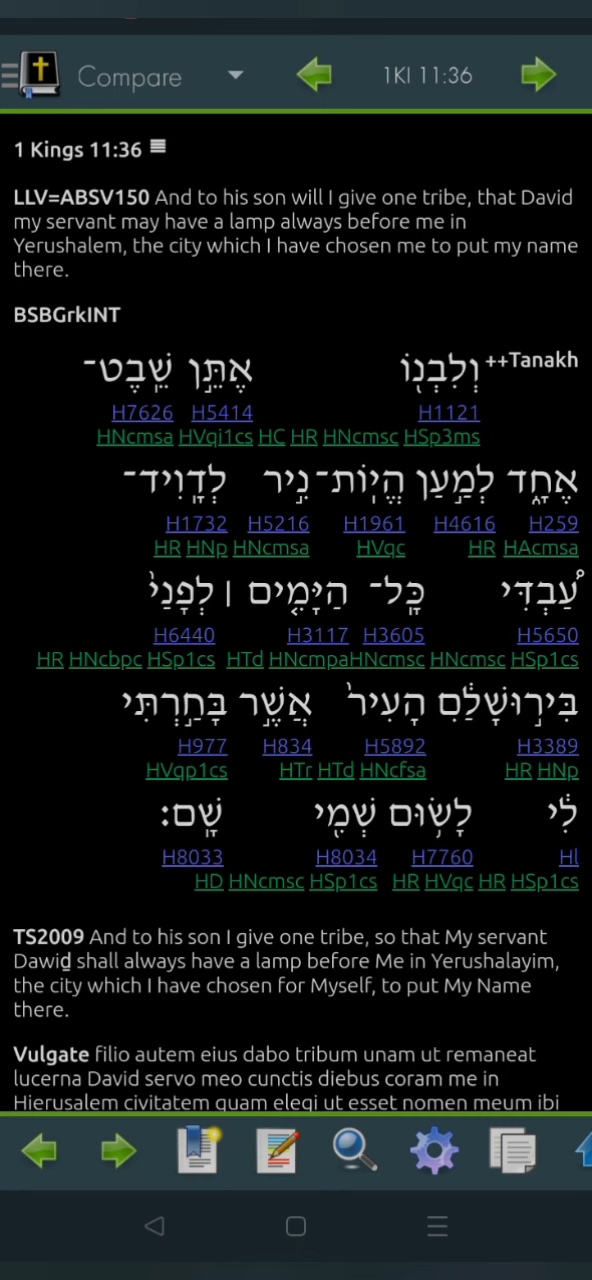 Compare
1KI 11:36
1 Kings 11:36
LLV=ABSV150 And to his son will I give one tribe, that David
my servant may have a lamp always before me in
Yerushalem, the city which I have chosen me to put my name
there.
BSBGrkINT
++Tanakh וְלִבְנ֖וֹ אֶתֵּ֣ן שֵֽׁבֶט־
H7626 H5414 H1121
HNcmsa HVqi1cs HC HR HNcmsc HSp3ms
אֶחָ֑ד לְמַ֣עַן הֱיֽוֹת־ נִ֣יר לְדָֽוִיד־
H1732 H5216 H1961 H4616 H259
HR HNp HNcmsa HVqc HR HAcmsa
עַ֠בְדִּי כׇּֽל־ הַיָּמִ֤ים ׀ לְפָנַי֙
H6440 H3117 H3605 H5650
HR HNcbpc HSp1cs HTd HNcmpaHNcmsc HNcmsc HSp1cs
בִּיר֣וּשָׁלַ֔͏ִם הָעִיר֙ אֲשֶׁ֣ר בָּחַ֣רְתִּי
H977 H834 H5892 H3389
HVqp1cs HTr HTd HNcfsa HR HNp
לִ֔י לָשׂ֥וּם שְׁמִ֖י שָֽׁם׃
H8033 H8034 H7760 Hl
HD HNcmsc HSp1cs HR HVqc HR HSp1cs
TS2009 And to his son I give one tribe, so that My servant
Dawiḏ shall always have a lamp before Me in Yerushalayim,
the city which I have chosen for Myself, to put My Name
there.
Vulgate filio autem eius dabo tribum unam ut remaneat
lucerna David servo meo cunctis diebus coram me in
Hierusalem civitatem quam elegi ut esset nomen meum ibi